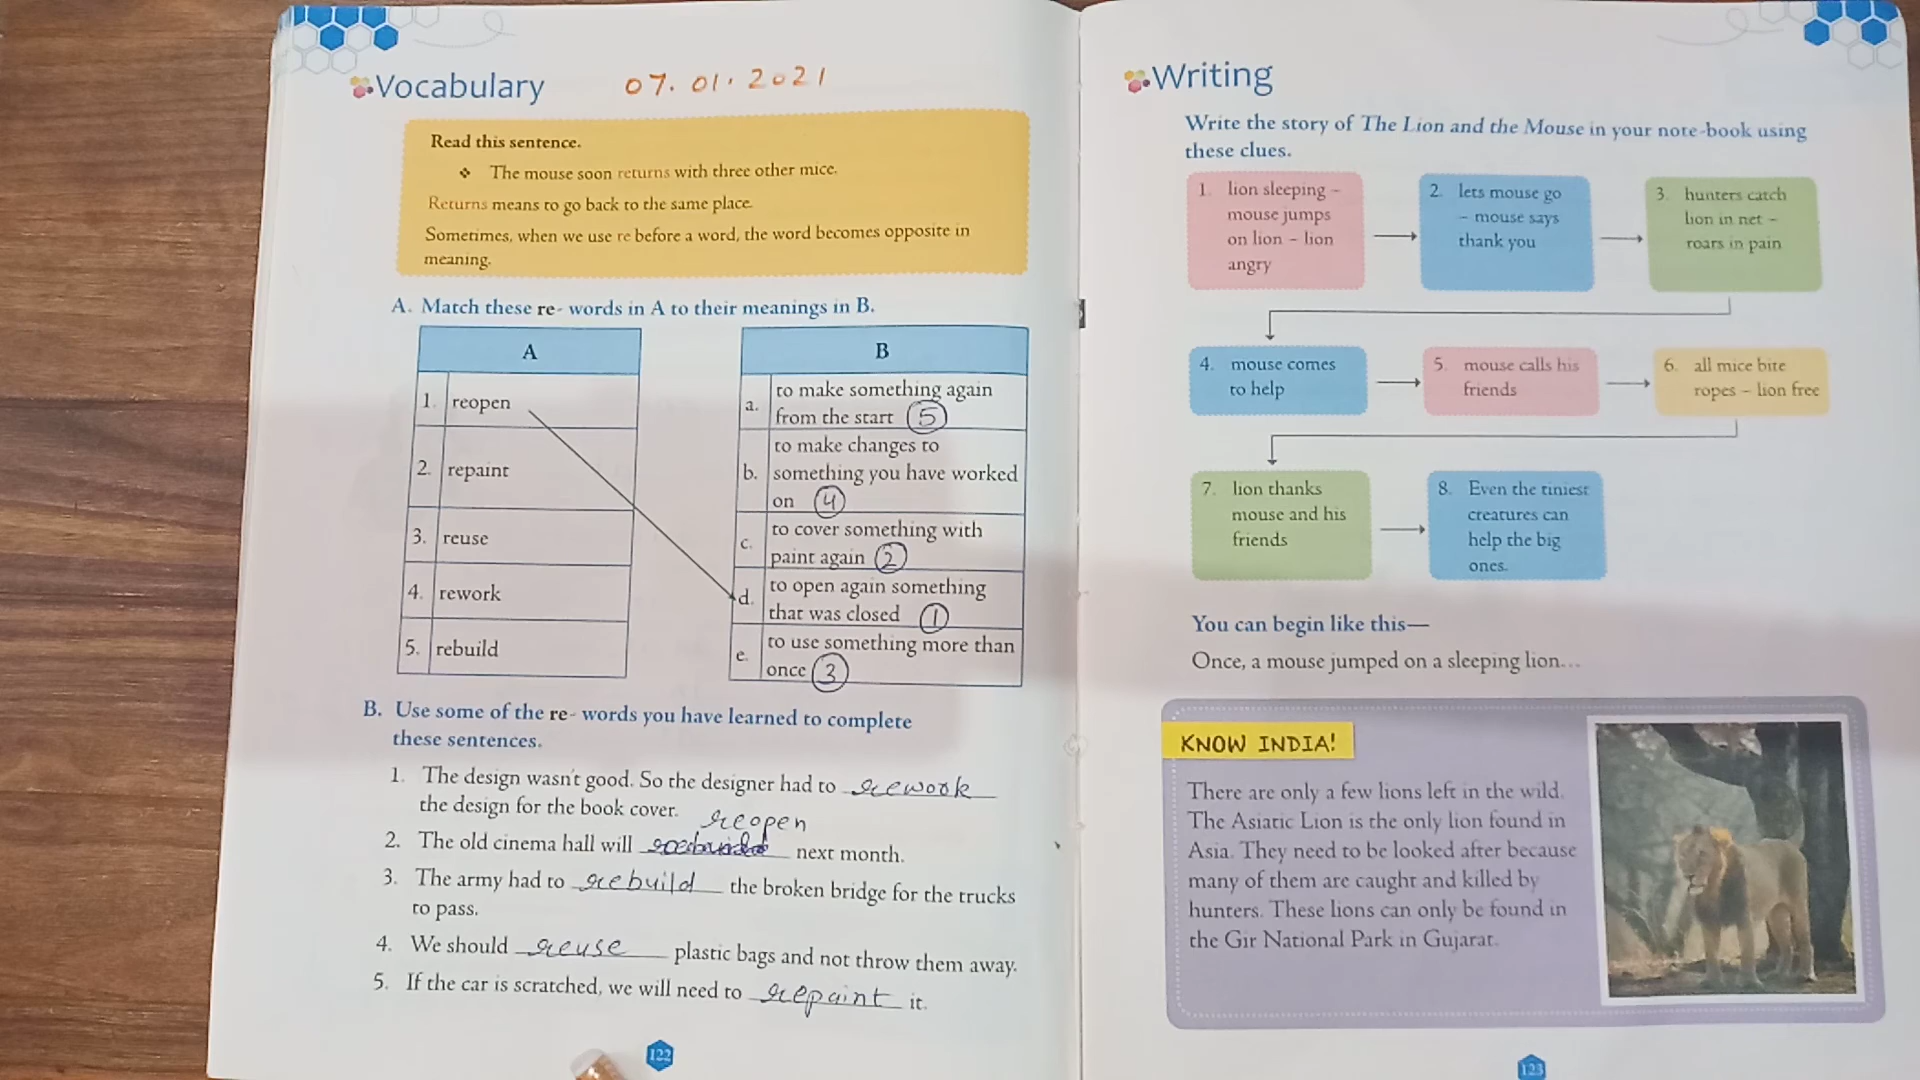 Vocabulary 07.01.2021
Read this sentence.
❖ The mouse soon returns with three other mice.
Returns means to go back to the same place.
Sometimes, when we use re before a word, the word becomes opposite in
meaning.
A. Match these re- words in A to their meanings in B.
A
1. reopen
2. repaint
3. reuse
4. rework
5. rebuild
B
a. to make something again
from the start 5
b. to make changes to
something you have worked
on 4
c. to cover something with
paint again 2
d. to open again something
that was closed 1
e. to use something more than
once 3
B. Use some of the re- words you have learned to complete
these sentences.
1. The design wasn't good. So the designer had to rework
the design for the book cover.
reopen
2. The old cinema hall will next month.
3. The army had to rebuild the broken bridge for the trucks
to pass.
4. We should reuse plastic bags and not throw them away.
5. If the car is scratched, we will need to repaint it.
122
Writing
Write the story of The Lion and the Mouse in your note-book using
these clues.
1. lion sleeping –
mouse jumps
on lion – lion
angry
2. lets mouse go
– mouse says
thank you
3. hunters catch
lion in net –
roars in pain
4. mouse comes
to help
5. mouse calls his
friends
6. all mice bite
ropes – lion free
7. lion thanks
mouse and his
friends
8. Even the tiniest
creatures can
help the big
ones.
You can begin like this—
Once, a mouse jumped on a sleeping lion...
KNOW INDIA!
There are only a few lions left in the wild.
The Asiatic Lion is the only lion found in
Asia. They need to be looked after because
many of them are caught and killed by
hunters. These lions can only be found in
the Gir National Park in Gujarat.
123